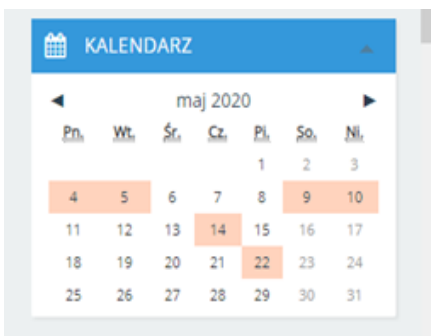 KALENDARZ
◄ maj 2020 ►
Pn. Wt. Śr. Cz. Pi. So. Ni.
1 2 3
4 5 6 7 8 9 10
11 12 13 14 15 16 17
18 19 20 21 22 23 24
25 26 27 28 29 30 31